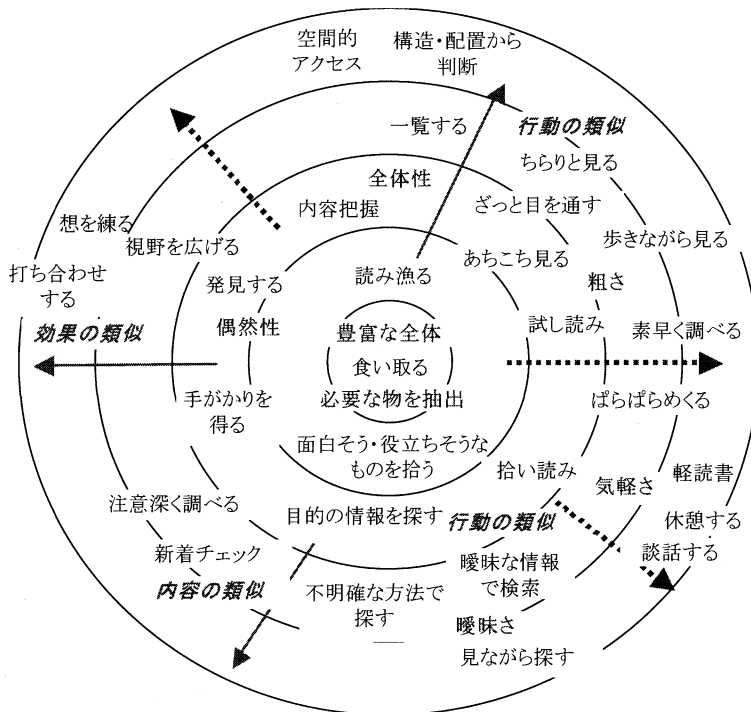 空間的
アクセス
構造・配置から
判断
一覧する
行動の類似
ちらりと見る
全体性
ざっと目を通す
内容把握
想を練る
視野を広げる
歩きながら見る
あちこち見る
打ち合わせ
する
発見する
読み漁る
粗さ
効果の類似
偶然性
豊富な全体
試し読み
素早く調べる
食い取る
手がかりを
得る
必要な物を抽出
ぱらぱらめくる
面白そう・役立ちそうな
ものを拾う
拾い読み
軽読書
気軽さ
注意深く調べる
目的の情報を探す
行動の類似
休憩する
談話する
新着チェック
曖昧な情報
で検索
内容の類似
不明確な方法で
探す
曖昧さ
見ながら探す